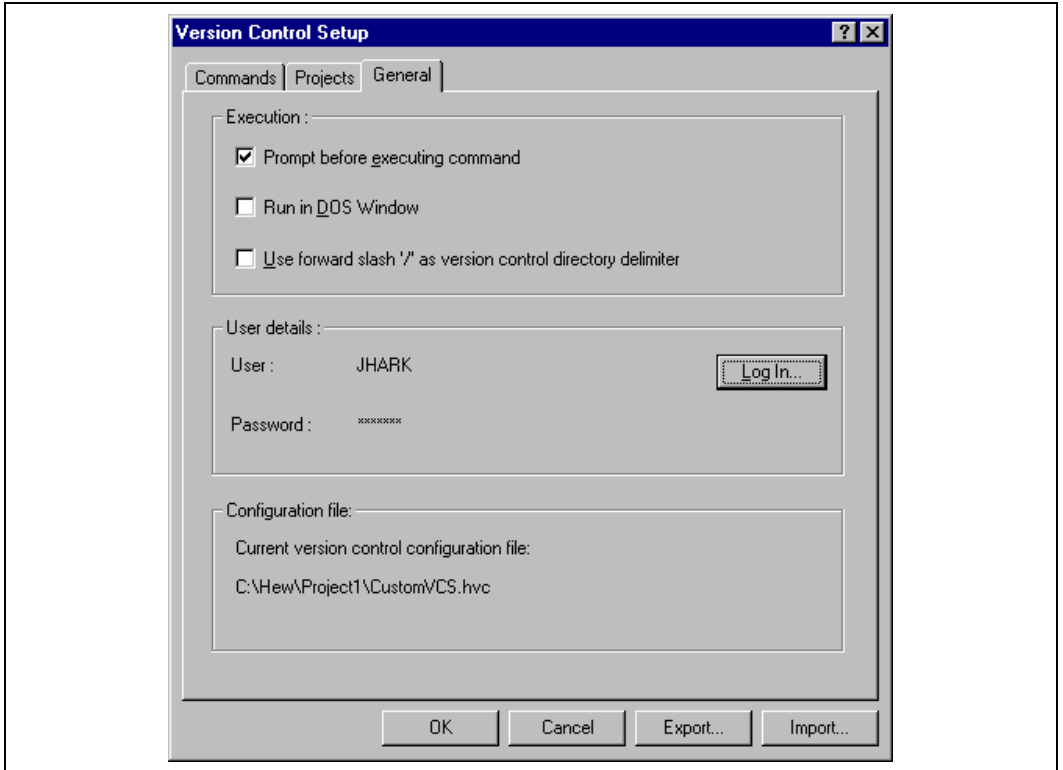 Version Control Setup
Commands Projects General
Execution :
Prompt before executing command
Run in DOS Window
Use forward slash '/' as version control directory delimiter
User details :
User : JHARK
Log In...
Password : *******
Configuration file:
Current version control configuration file:
C:\Hew\Project1\CustomVCS.hvc
OK Cancel Export... Import...